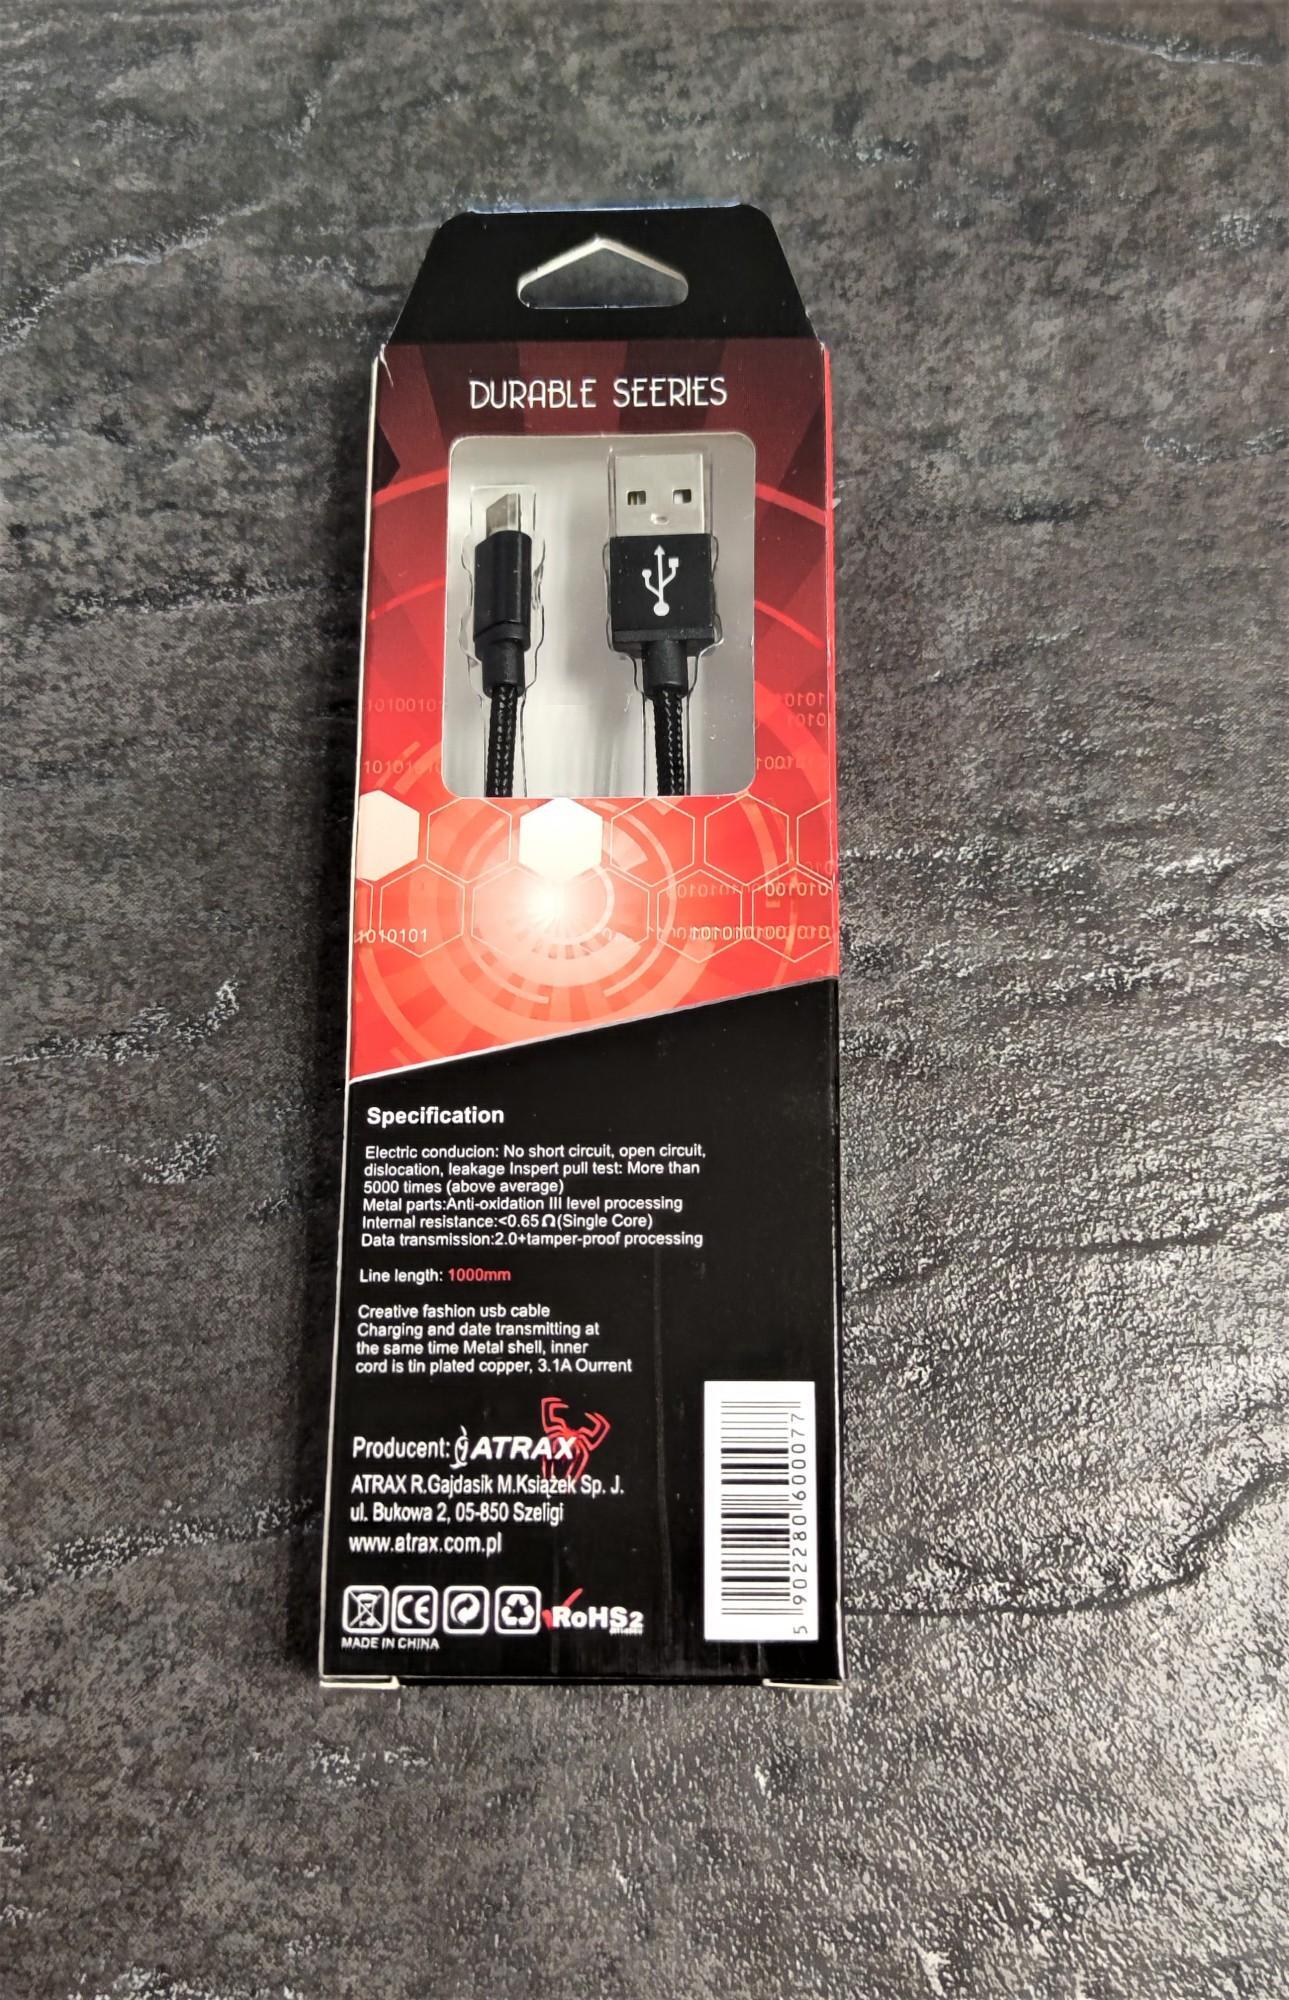 DURABLE SEERIES
1010101
Specification
Electric conducion: No short circuit, open circuit,
dislocation, leakage Inspert pull test: More than
5000 times (above average)
Metal parts:Anti-oxidation III level processing
Internal resistance:<0.65Ω(Single Core)
Data transmission:2.0+tamper-proof processing
Line length: 1000mm
Creative fashion usb cable
Charging and date transmitting at
the same time Metal shell, inner
cord is tin plated copper, 3.1A Ourrent
Producent: ATRAX
ATRAX R.Gajdasik M.Książek Sp. J.
ul. Bukowa 2, 05-850 Szeligi
www.atrax.com.pl
CE RoHS2
MADE IN CHINA
5 902280 600077